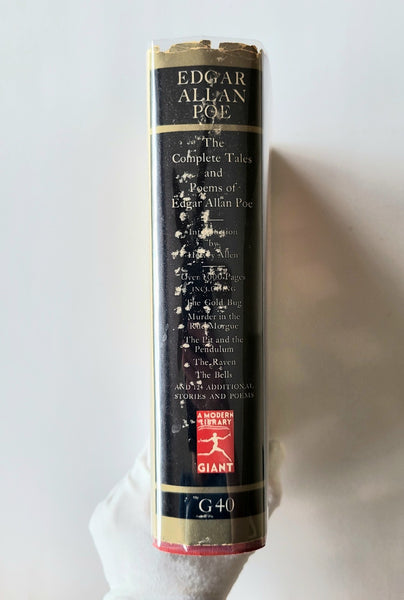 EDGAR
ALLAN
POE
The
Complete Tales
and
Poems of
Edgar Allan Poe
Introduction
by
Hervey Allen
Over 1000 Pages
INCLUDING
The Gold Bug
Murder in the
Rue Morgue
The Pit and the
Pendulum
The Raven
The Bells
AND ADDITIONAL
STORIES AND POEMS
A MODERN
LIBRARY
GIANT
G40